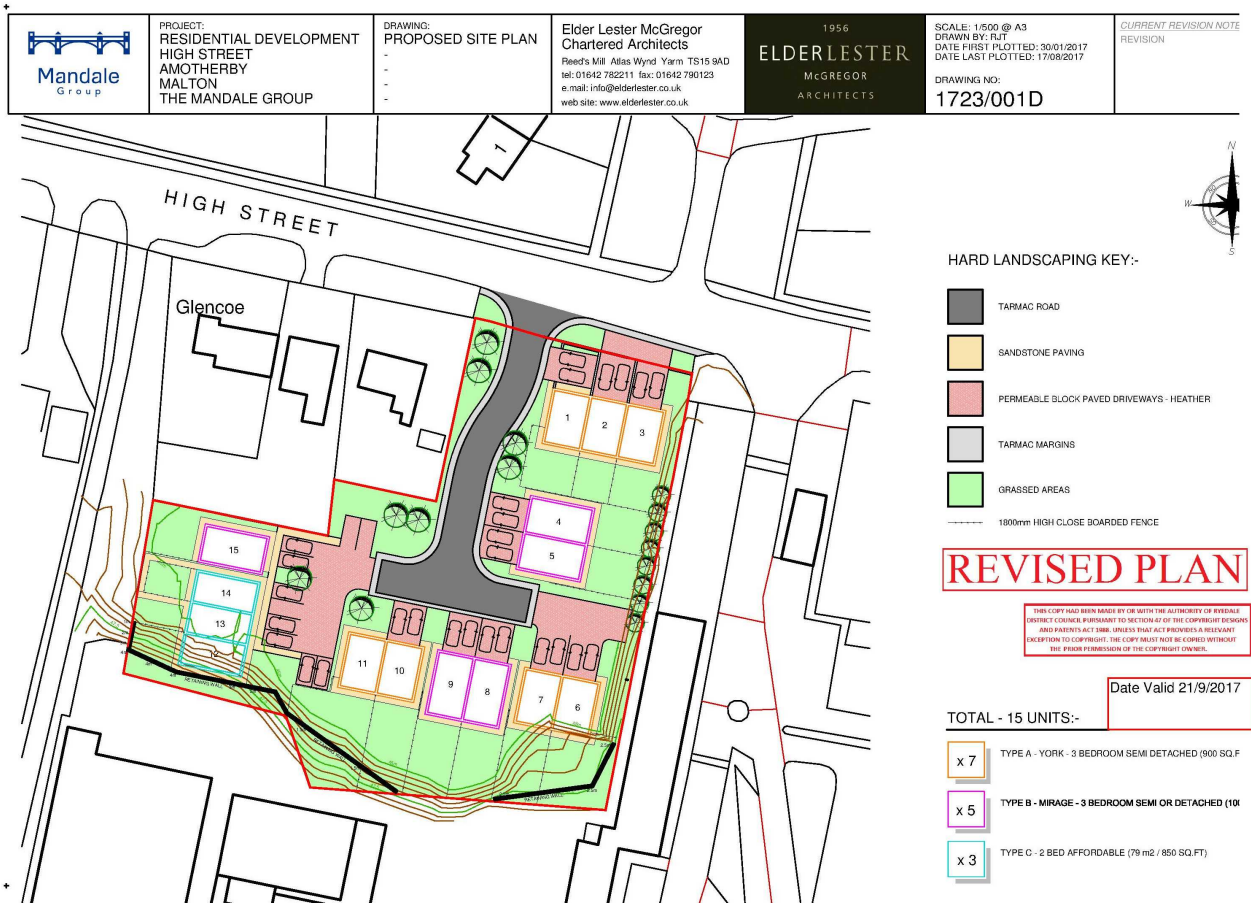 Mandale
Group
PROJECT:
RESIDENTIAL DEVELOPMENT
HIGH STREET
AMOTHERBY
MALTON
THE MANDALE GROUP
DRAWING:
PROPOSED SITE PLAN
-
-
-
-
Elder Lester McGregor
Chartered Architects
Reed's Mill Atlas Wynd Yarm TS15 9AD
tel: 01642 782211 fax: 01642 790123
e.mail: info@elderlester.co.uk
web site: www.elderlester.co.uk
1956
ELDERLESTER
McGREGOR
ARCHITECTS
SCALE: 1/500 @ A3
DRAWN BY: RJT
DATE FIRST PLOTTED: 30/01/2017
DATE LAST PLOTTED: 17/08/2017
DRAWING NO:
1723/001D
CURRENT REVISION NOTE
REVISION
1
HIGH STREET
Glencoe
N
W
S
1
2
3
4
5
15
14
13
12
11
10
9
8
7
6
RETAINING WALL
RETAINING WALL
RETAINING WALL
HARD LANDSCAPING KEY:-
TARMAC ROAD
SANDSTONE PAVING
PERMEABLE BLOCK PAVED DRIVEWAYS - HEATHER
TARMAC MARGINS
GRASSED AREAS
1800mm HIGH CLOSE BOARDED FENCE
REVISED PLAN
THIS COPY HAD BEEN MADE BY OR WITH THE AUTHORITY OF RYEDALE
DISTRICT COUNCIL PURSUANT TO SECTION 47 OF THE COPYRIGHT DESIGNS
AND PATENTS ACT 1988. UNLESS THAT ACT PROVIDES A RELEVANT
EXCEPTION TO COPYRIGHT. THE COPY MUST NOT BE COPIED WITHOUT
THE PRIOR PERMISSION OF THE COPYRIGHT OWNER.
Date Valid 21/9/2017
TOTAL - 15 UNITS:-
x 7 TYPE A - YORK - 3 BEDROOM SEMI DETACHED (900 SQ.F
x 5 TYPE B - MIRAGE - 3 BEDROOM SEMI OR DETACHED (10
x 3 TYPE C - 2 BED AFFORDABLE (79 m2 / 850 SQ.FT)